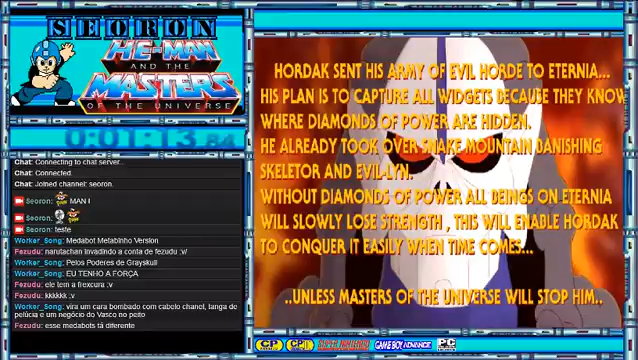 SEORON
HE-MAN
AND THE
MASTERS
OF THE UNIVERSE
0:01:13.84
Chat: Connecting to chat server..
Chat: Connected.
Chat: Joined channel: seoron.
Seoron: MAN I
Seoron:
Seoron: teste
Worker_Song: Medabot Metabinho Version
Fezudu: narutachan invadindo a conta de fezudu ;v/
Worker_Song: Pelos Poderes de Grayskull
Worker_Song: EU TENHO A FORÇA
Fezudu: ele tem a frexcura :v
Fezudu: kkkkkk ;v
Worker_Song: vira um cara bombado com cabelo chanel, tanga de
pelúcia e um negócio do Vasco no peito
Fezudu: esse medabots tá diferente
HORDAK SENT HIS ARMY OF EVIL HORDE TO ETERNIA...
HIS PLAN IS TO CAPTURE ALL WIDGETS BECAUSE THEY KNOW
WHERE DIAMONDS OF POWER ARE HIDDEN.
HE ALREADY TOOK OVER SNAKE MOUNTAIN BANISHING
SKELETOR AND EVIL-LYN.
WITHOUT DIAMONDS OF POWER ALL BEINGS ON ETERNIA
WILL SLOWLY LOSE STRENGTH , THIS WILL ENABLE HORDAK
TO CONQUER IT EASILY WHEN TIME COMES...
..UNLESS MASTERS OF THE UNIVERSE WILL STOP HIM..
SUPER NINTENDO
GAME BOY ADVANCE
PC